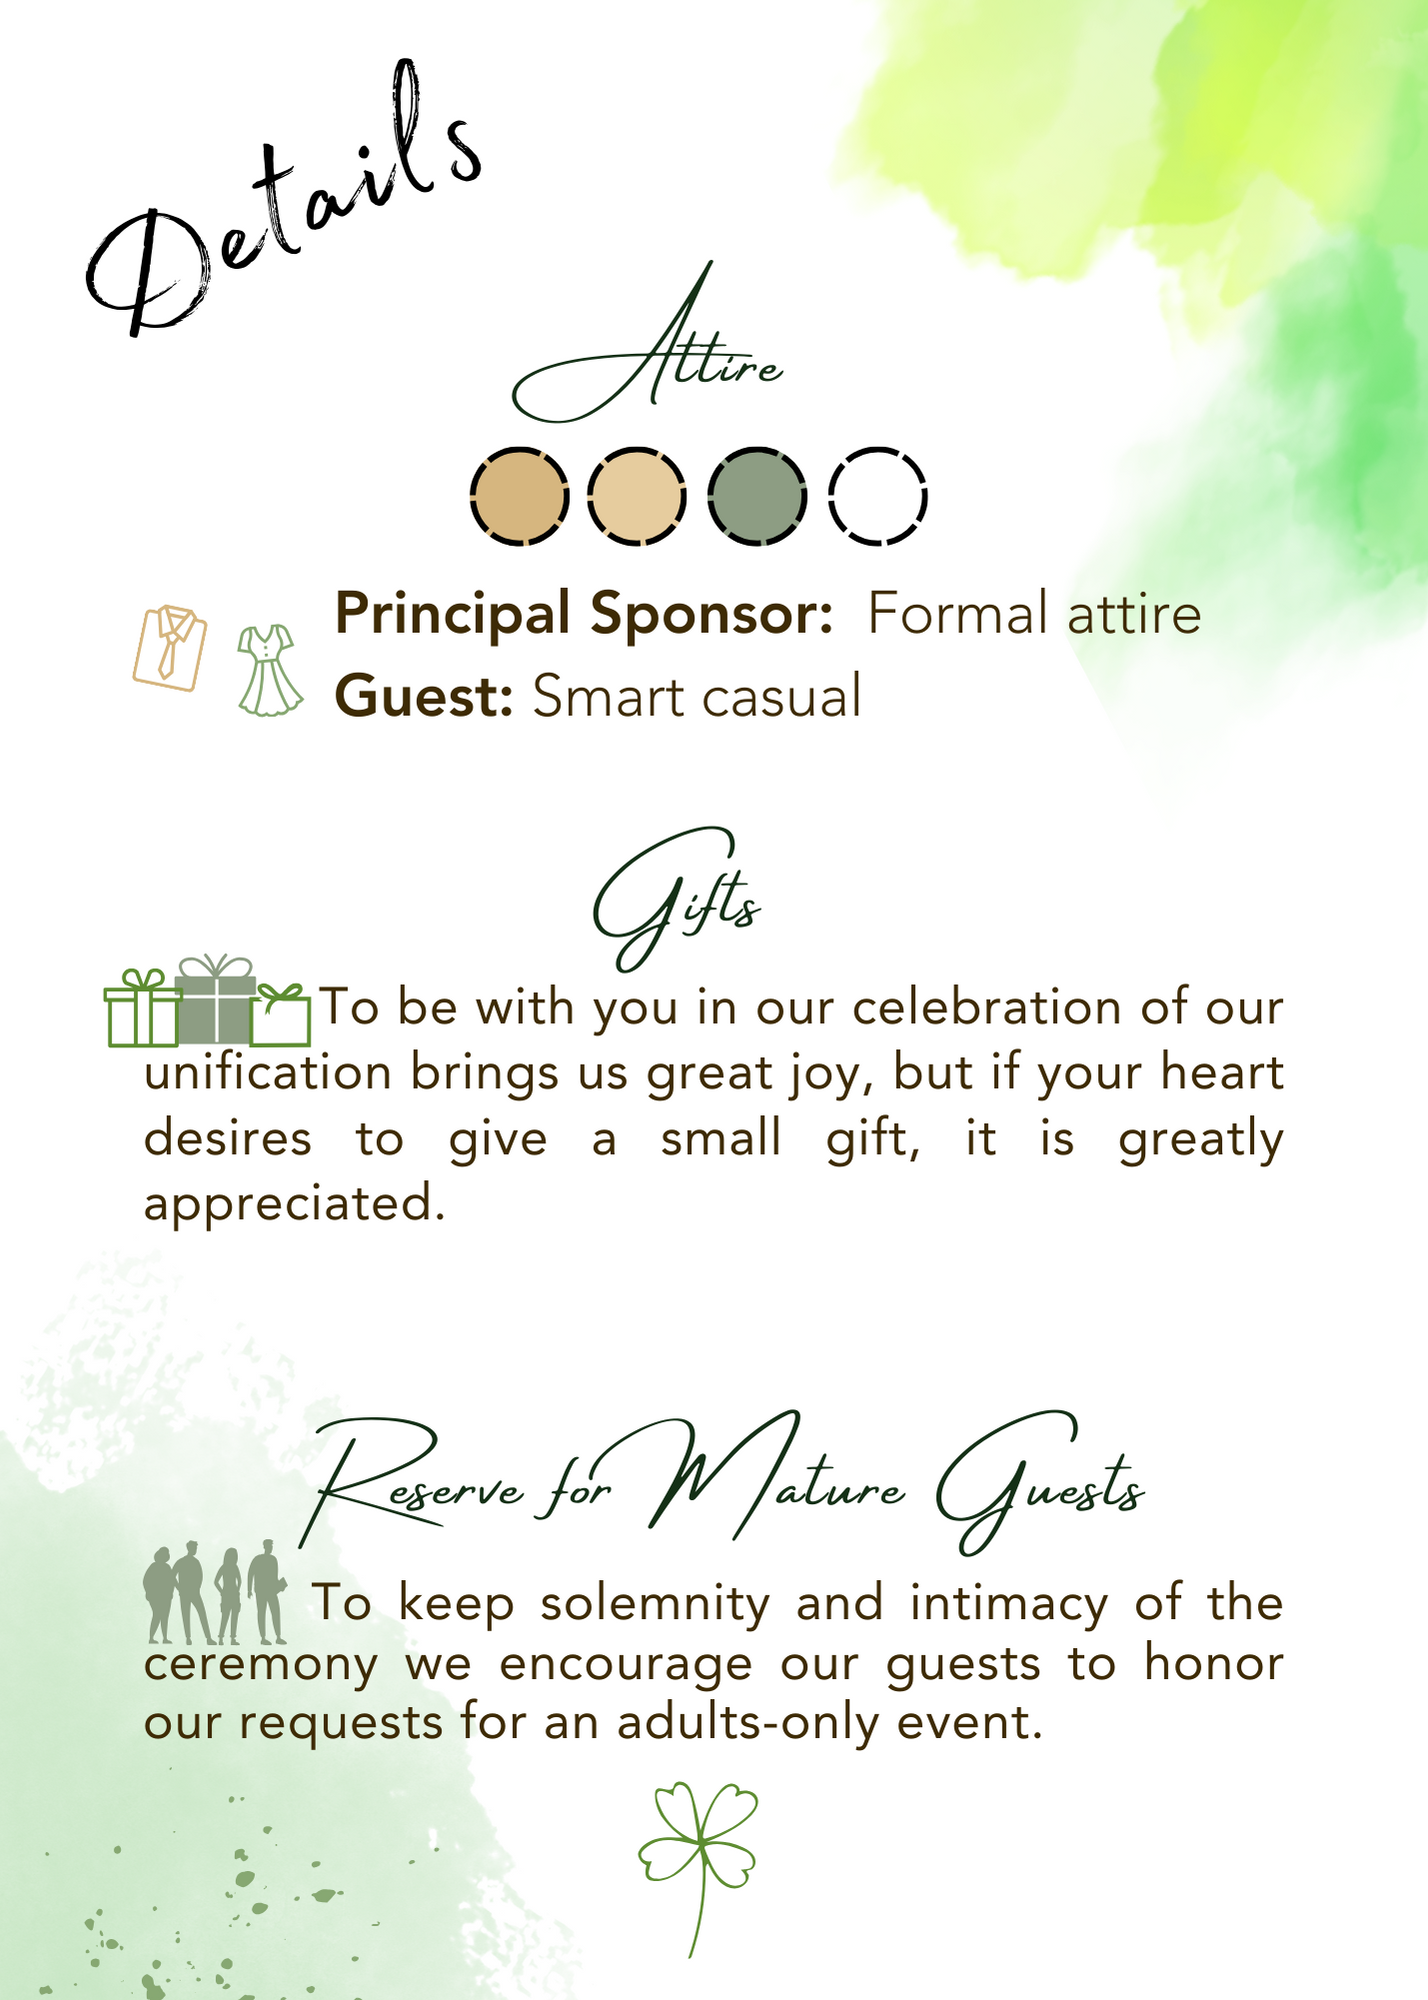 Details
Attire
Principal Sponsor: Formal attire
Guest: Smart casual
Gifts
To be with you in our celebration of our
unification brings us great joy, but if your heart
desires to give a small gift, it is greatly
appreciated.
Reserve for Mature Guests
To keep solemnity and intimacy of the
ceremony we encourage our guests to honor
our requests for an adults-only event.